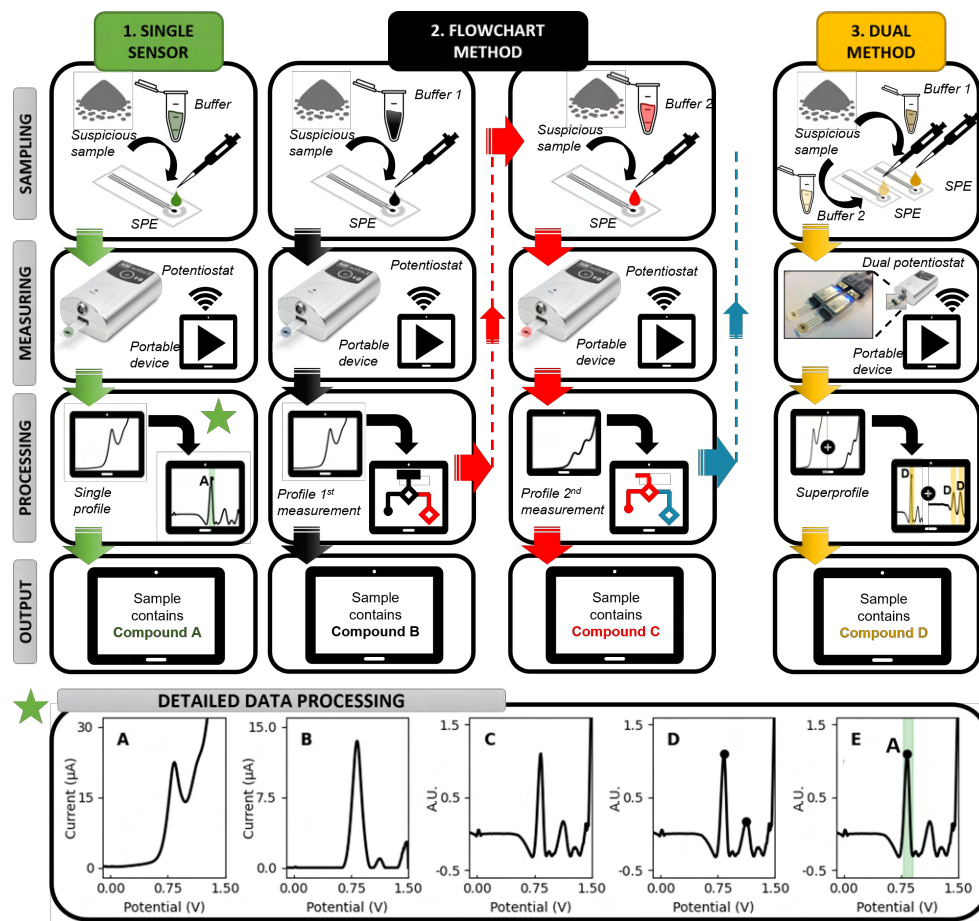 1. SINGLE
SENSOR
2. FLOWCHART
METHOD
3. DUAL
METHOD
SAMPLING
Buffer
Suspicious
sample
SPE
Buffer 1
Suspicious
sample
SPE
Buffer 2
Suspicious
sample
SPE
Buffer 1
Suspicious
sample
Buffer 2
SPE
SPE
MEASURING
Potentiostat
Portable
device
Potentiostat
Portable
device
Potentiostat
Portable
device
Dual potentiostat
Portable
device
PROCESSING
Single
profile
A
Profile 1st
measurement
Profile 2nd
measurement
Superprofile
D
D
D
OUTPUT
Sample
contains
Compound A
Sample
contains
Compound B
Sample
contains
Compound C
Sample
contains
Compound D
DETAILED DATA PROCESSING
A
Current (µA)
30
15
0
0.00 0.75 1.50
Potential (V)
B
Current (µA)
15.0
7.5
0.0
0.00 0.75 1.50
Potential (V)
C
A.U.
1.5
0.5
-0.5
0.00 0.75 1.50
Potential (V)
D
A.U.
1.5
0.5
-0.5
0.00 0.75 1.50
Potential (V)
E
A
A.U.
1.5
0.5
-0.5
0.00 0.75 1.50
Potential (V)